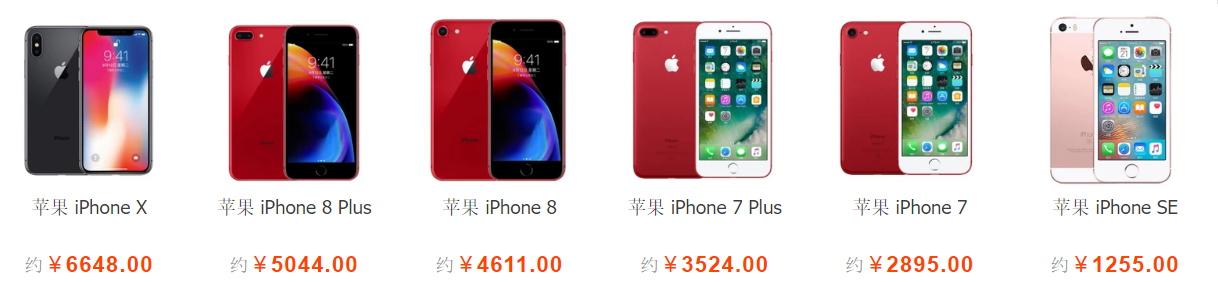 苹果 iPhone X
苹果 iPhone 8 Plus
苹果 iPhone 8
苹果 iPhone 7 Plus
苹果 iPhone 7
苹果 iPhone SE
约 ￥6648.00
约 ￥5044.00
约 ￥4611.00
约 ￥3524.00
约 ￥2895.00
约 ￥1255.00
9:41
9:41
9:41